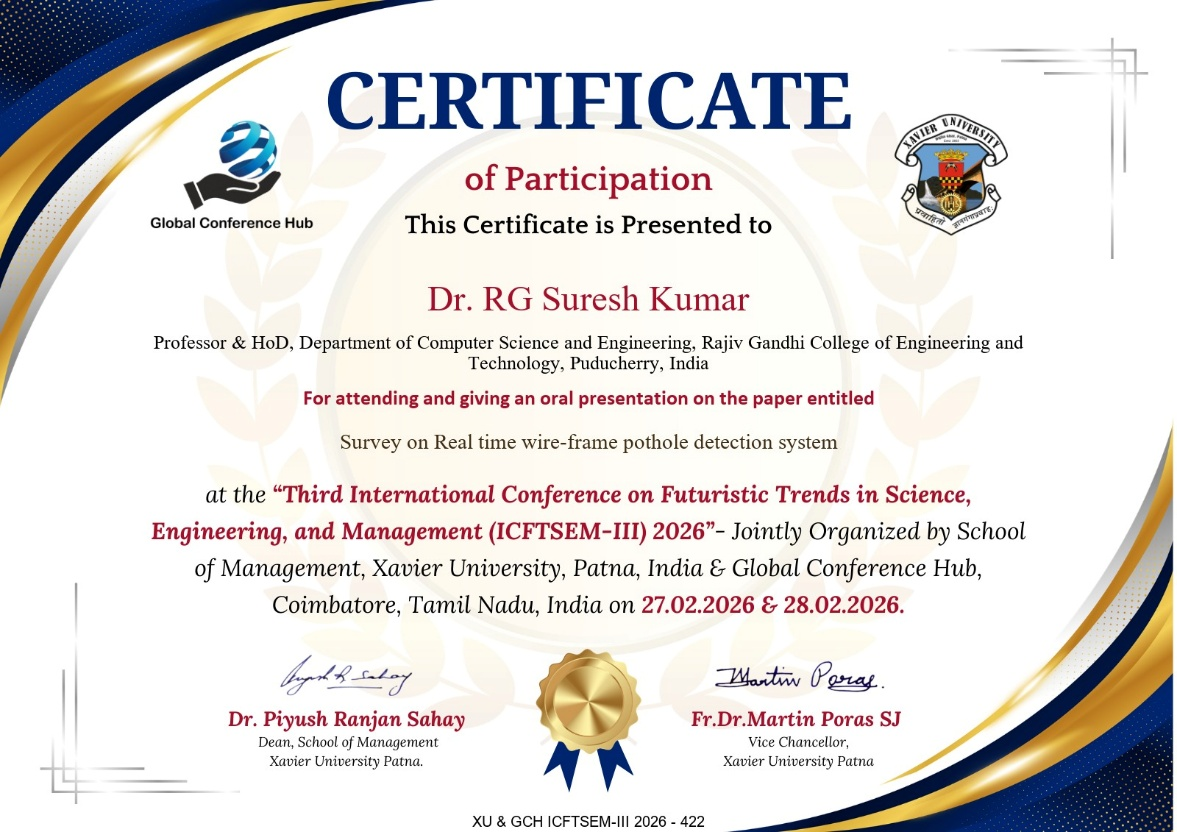 CERTIFICATE
of Participation
This Certificate is Presented to
Global Conference Hub
XAVIER UNIVERSITY
Dr. RG Suresh Kumar
Professor & HoD, Department of Computer Science and Engineering, Rajiv Gandhi College of Engineering and
Technology, Puducherry, India
For attending and giving an oral presentation on the paper entitled
Survey on Real time wire-frame pothole detection system
at the “Third International Conference on Futuristic Trends in Science,
Engineering, and Management (ICFTSEM-III) 2026”- Jointly Organized by School
of Management, Xavier University, Patna, India & Global Conference Hub,
Coimbatore, Tamil Nadu, India on 27.02.2026 & 28.02.2026.
Martin Poras.
Dr. Piyush Ranjan Sahay
Fr.Dr.Martin Poras SJ
Dean, School of Management
Vice Chancellor,
Xavier University Patna.
Xavier University Patna
XU & GCH ICFTSEM-III 2026 - 422